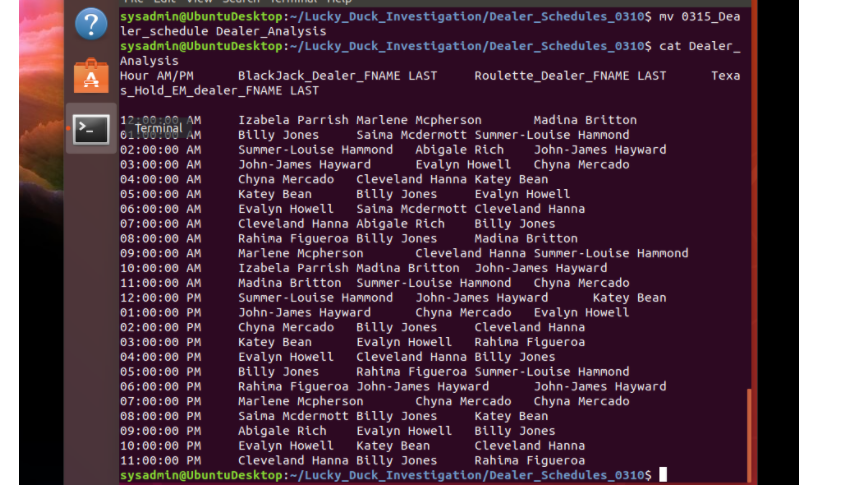 File Edit View Search Terminal Help
sysadmin@UbuntuDesktop:~/Lucky_Duck_Investigation/Dealer_Schedules_0310$ mv 0315_Dea
ler_schedule Dealer_Analysis
sysadmin@UbuntuDesktop:~/Lucky_Duck_Investigation/Dealer_Schedules_0310$ cat Dealer_
Analysis
Hour AM/PM BlackJack_Dealer_FNAME LAST Roulette_Dealer_FNAME LAST Texa
s_Hold_EM_dealer_FNAME LAST
12:00:00 AM Izabela Parrish Marlene Mcpherson Madina Britton
Terminal
01:00:00 AM Billy Jones Saima Mcdermott Summer-Louise Hammond
02:00:00 AM Summer-Louise Hammond Abigale Rich John-James Hayward
03:00:00 AM John-James Hayward Evalyn Howell Chyna Mercado
04:00:00 AM Chyna Mercado Cleveland Hanna Katey Bean
05:00:00 AM Katey Bean Billy Jones Evalyn Howell
06:00:00 AM Evalyn Howell Saima Mcdermott Cleveland Hanna
07:00:00 AM Cleveland Hanna Abigale Rich Billy Jones
08:00:00 AM Rahima Figueroa Billy Jones Madina Britton
09:00:00 AM Marlene Mcpherson Cleveland Hanna Summer-Louise Hammond
10:00:00 AM Izabela Parrish Madina Britton John-James Hayward
11:00:00 AM Madina Britton Summer-Louise Hammond Chyna Mercado
12:00:00 PM Summer-Louise Hammond John-James Hayward Katey Bean
01:00:00 PM John-James Hayward Chyna Mercado Evalyn Howell
02:00:00 PM Chyna Mercado Billy Jones Cleveland Hanna
03:00:00 PM Katey Bean Evalyn Howell Rahima Figueroa
04:00:00 PM Evalyn Howell Cleveland Hanna Billy Jones
05:00:00 PM Billy Jones Rahima Figueroa Summer-Louise Hammond
06:00:00 PM Rahima Figueroa John-James Hayward John-James Hayward
07:00:00 PM Marlene Mcpherson Chyna Mercado Chyna Mercado
08:00:00 PM Saima Mcdermott Billy Jones Katey Bean
09:00:00 PM Abigale Rich Evalyn Howell Billy Jones
10:00:00 PM Evalyn Howell Katey Bean Cleveland Hanna
11:00:00 PM Cleveland Hanna Billy Jones Rahima Figueroa
sysadmin@UbuntuDesktop:~/Lucky_Duck_Investigation/Dealer_Schedules_0310$